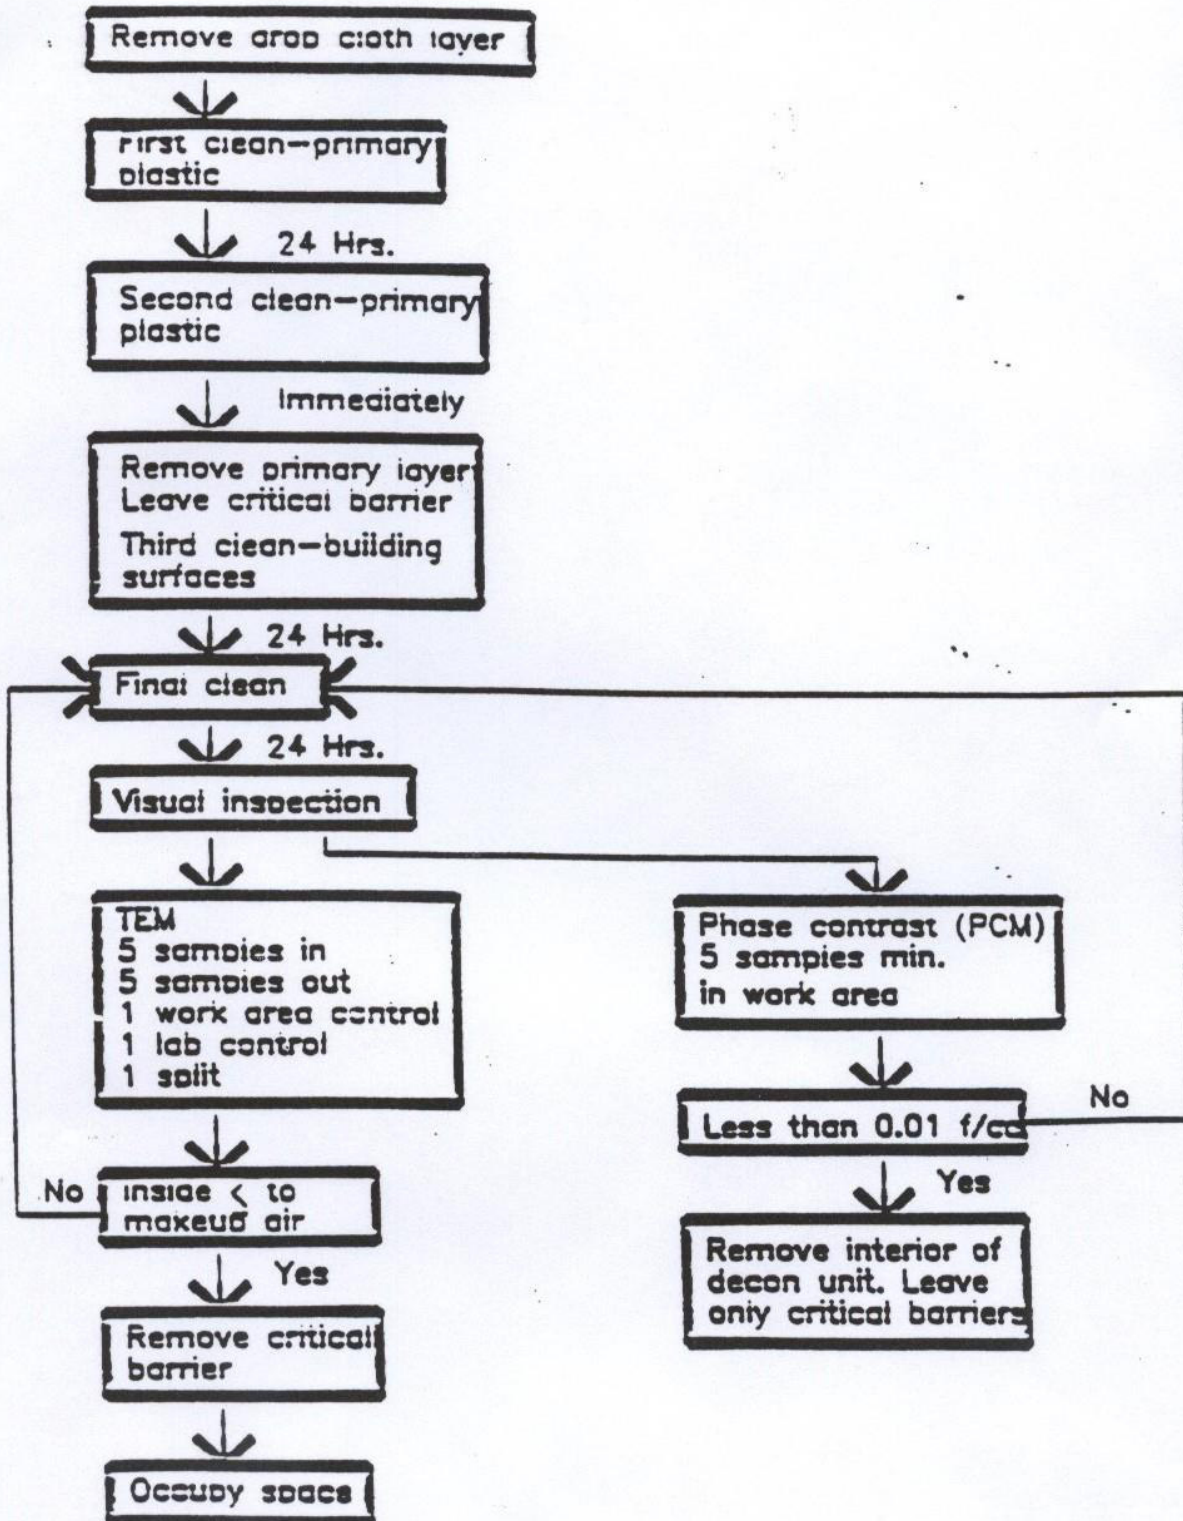 Remove drop cloth layer
First clean-primary
plastic
24 Hrs.
Second clean-primary
plastic
Immediately
Remove primary layer
Leave critical barrier
Third clean-building
surfaces
24 Hrs.
Final clean
24 Hrs.
Visual inspection
TEM
5 samples in
5 samples out
1 work area control
1 lab control
1 split
No
Inside < to
makeup air
Yes
Remove critical
barrier
Occupy space
Phase contrast (PCM)
5 samples min.
in work area
Less than 0.01 f/cc
No
Yes
Remove interior of
decon unit. Leave
only critical barriers